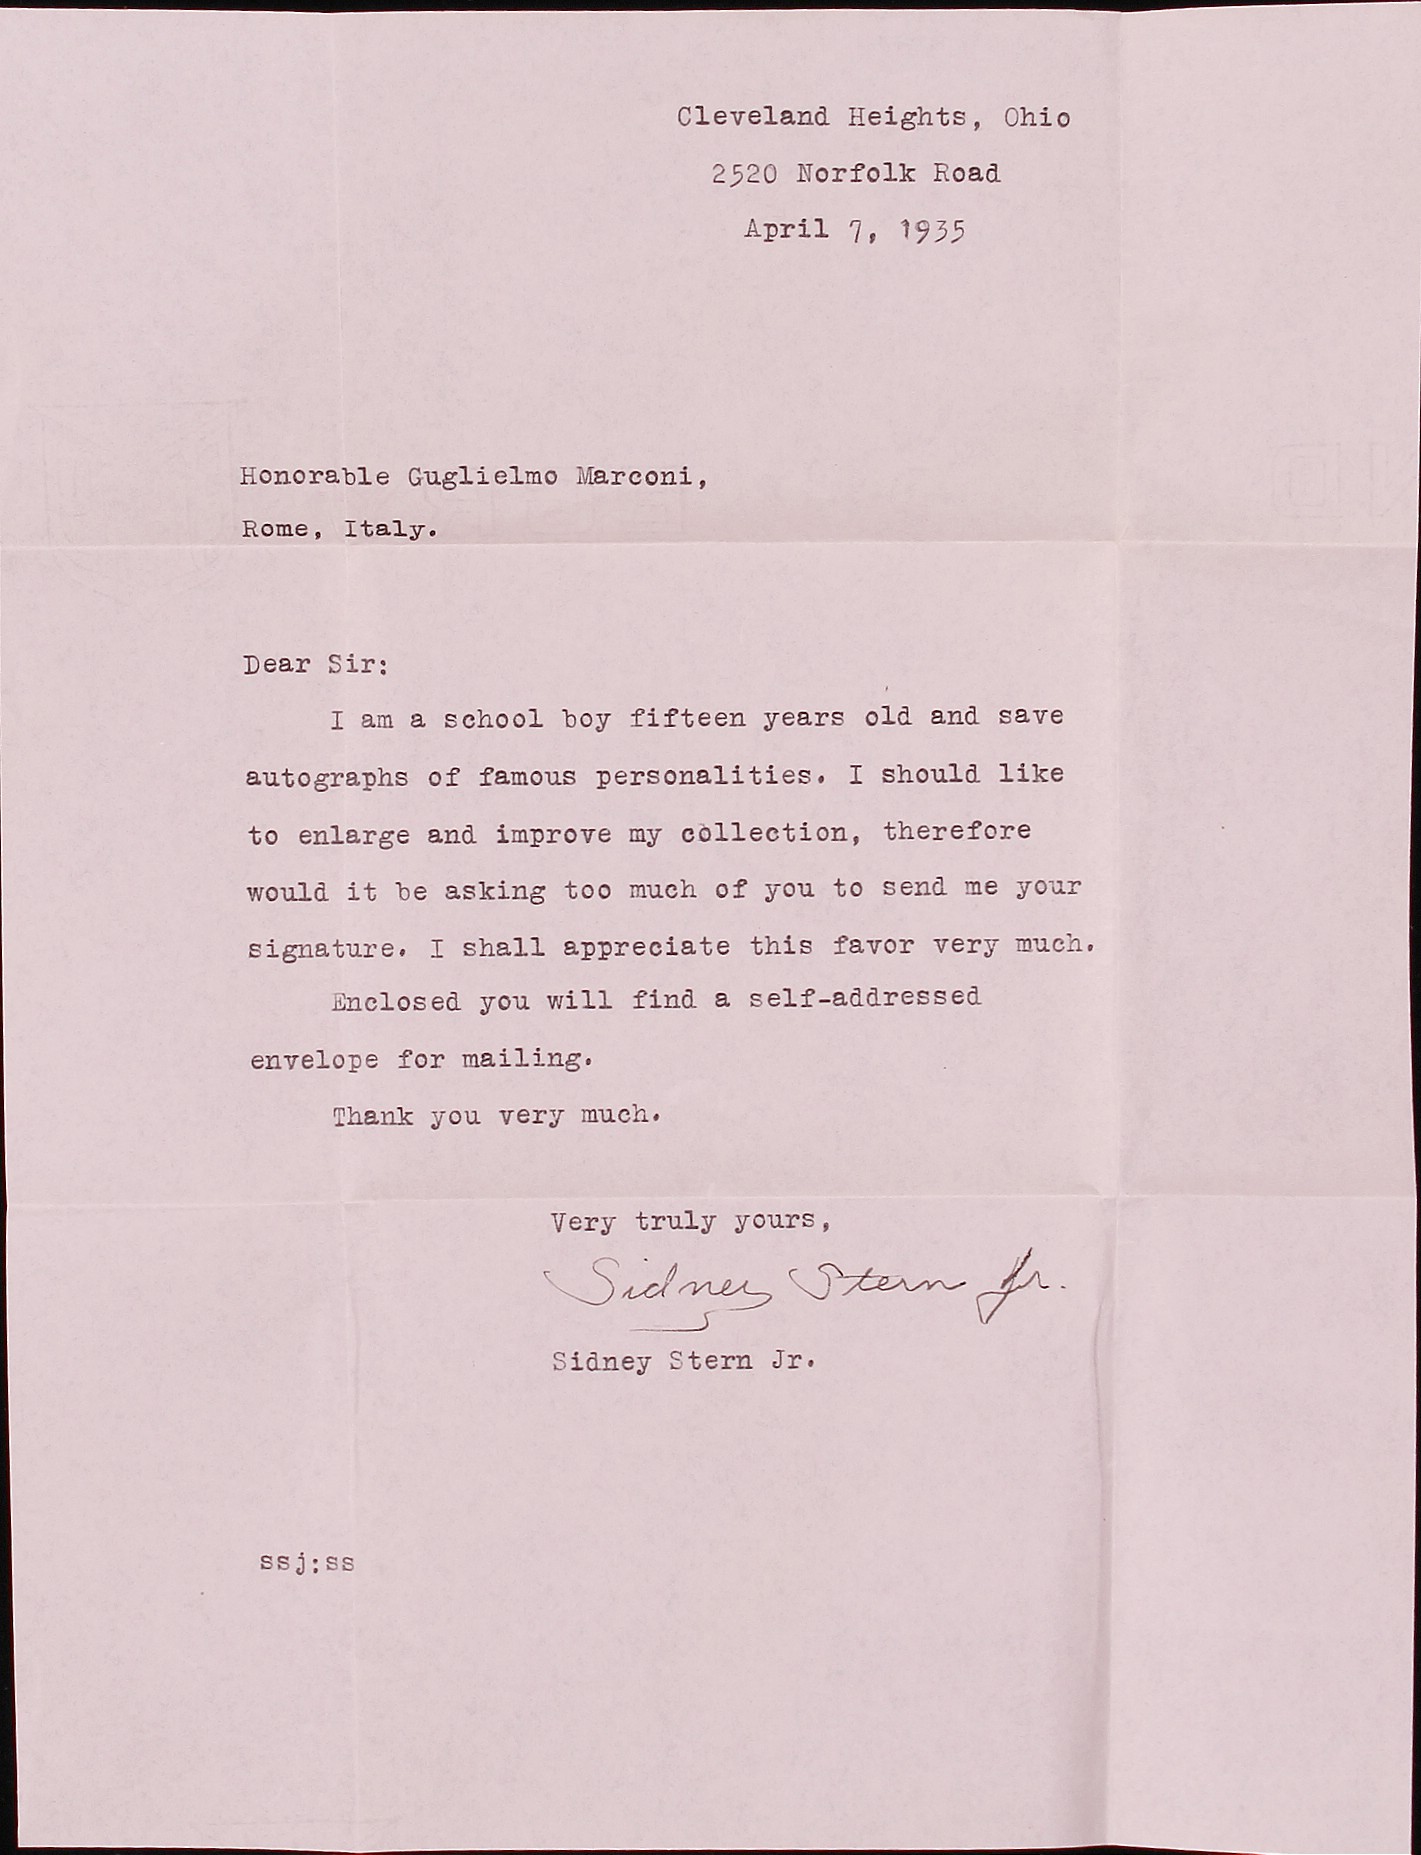 Cleveland Heights, Ohio
2520 Norfolk Road
April 7, 1935
Honorable Guglielmo Marconi,
Rome, Italy.
Dear Sir:
I am a school boy fifteen years old and save
autographs of famous personalities. I should like
to enlarge and improve my collection, therefore
would it be asking too much of you to send me your
signature. I shall appreciate this favor very much.
Enclosed you will find a self-addressed
envelope for mailing.
Thank you very much.
Very truly yours,
Sidney Stern Jr.
Sidney Stern Jr.
ssj;ss